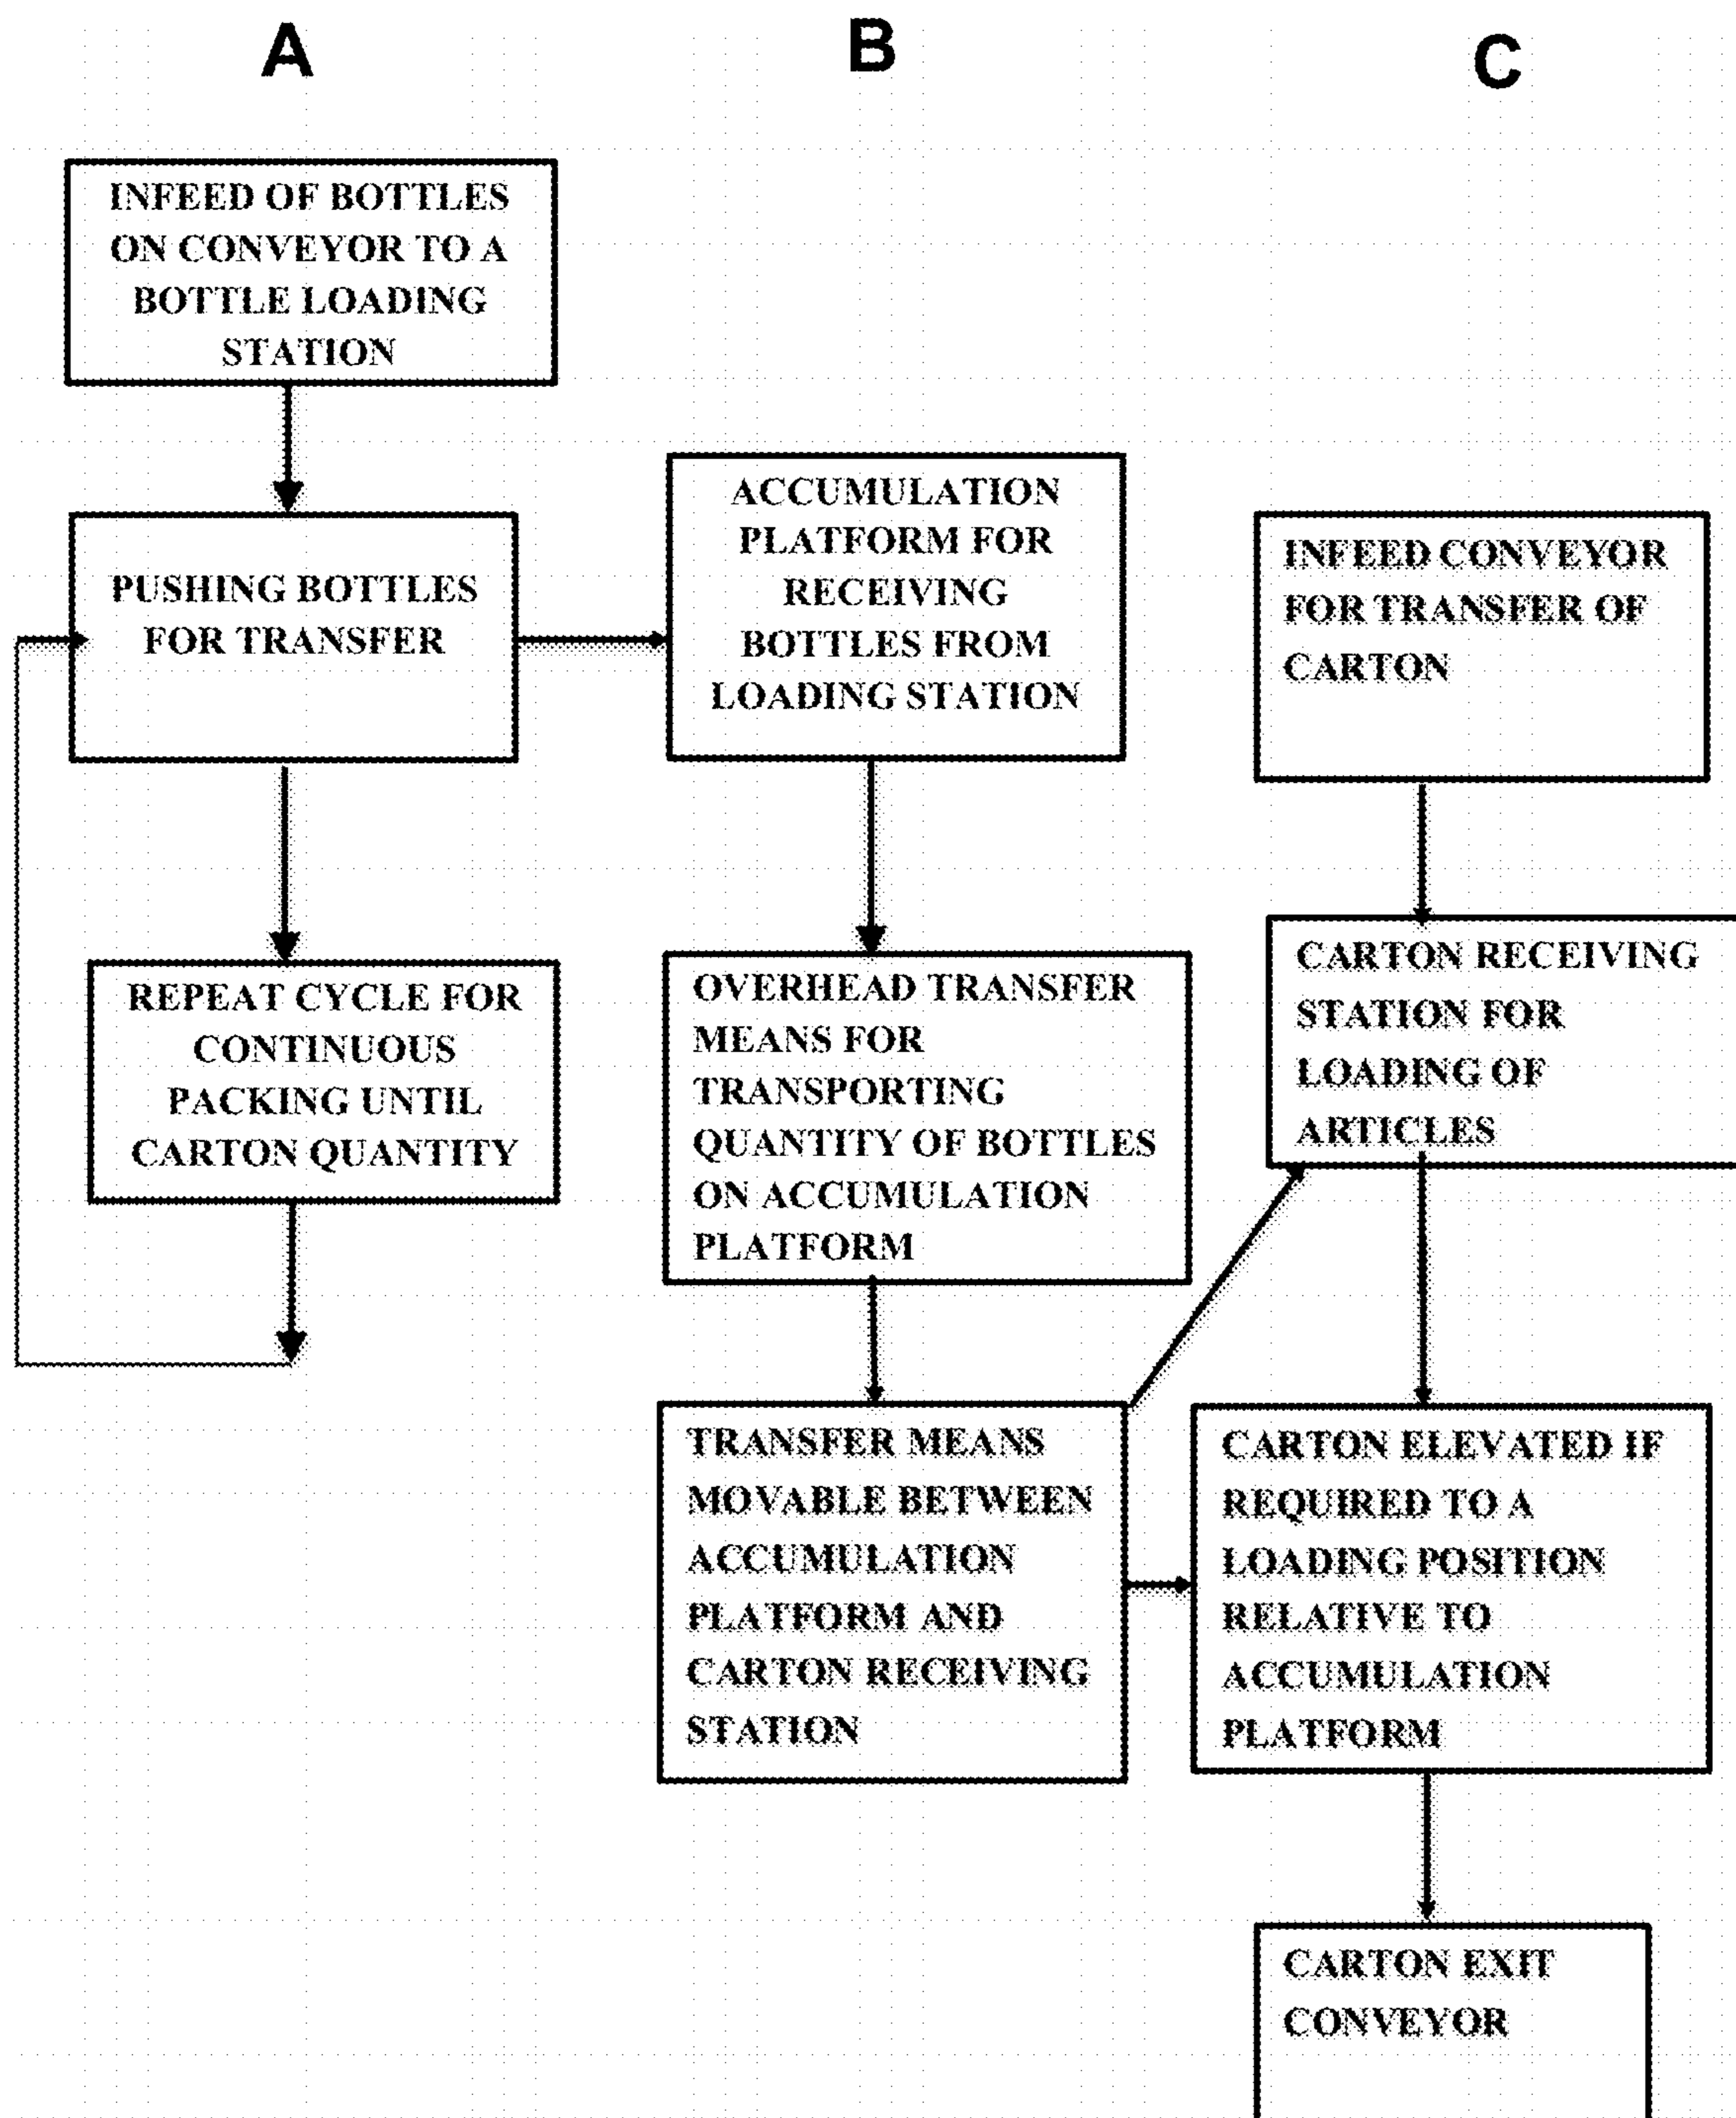 A
B
C
INFEED OF BOTTLES
ON CONVEYOR TO A
BOTTLE LOADING
STATION
PUSHING BOTTLES
FOR TRANSFER
REPEAT CYCLE FOR
CONTINUOUS
PACKING UNTIL
CARTON QUANTITY
ACCUMULATION
PLATFORM FOR
RECEIVING
BOTTLES FROM
LOADING STATION
OVERHEAD TRANSFER
MEANS FOR
TRANSPORTING
QUANTITY OF BOTTLES
ON ACCUMULATION
PLATFORM
TRANSFER MEANS
MOVABLE BETWEEN
ACCUMULATION
PLATFORM AND
CARTON RECEIVING
STATION
INFEED CONVEYOR
FOR TRANSFER OF
CARTON
CARTON RECEIVING
STATION FOR
LOADING OF
ARTICLES
CARTON ELEVATED IF
REQUIRED TO A
LOADING POSITION
RELATIVE TO
ACCUMULATION
PLATFORM
CARTON EXIT
CONVEYOR